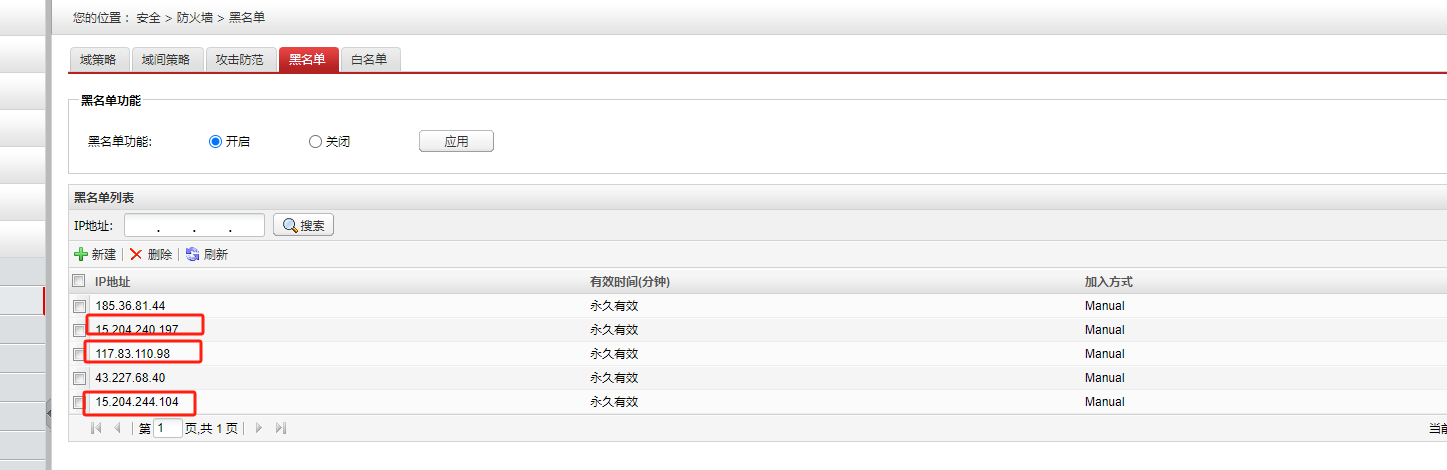 您的位置： 安全 > 防火墙 > 黑名单
域策略 域间策略 攻击防范 黑名单 白名单
黑名单功能
黑名单功能: 开启 关闭 应用
黑名单列表
IP地址: . . . 搜索
新建 | 删除 | 刷新
IP地址 有效时间(分钟) 加入方式
185.36.81.44 永久有效 Manual
15.204.240.197 永久有效 Manual
117.83.110.98 永久有效 Manual
43.227.68.40 永久有效 Manual
15.204.244.104 永久有效 Manual
第 1 页,共 1 页 当前